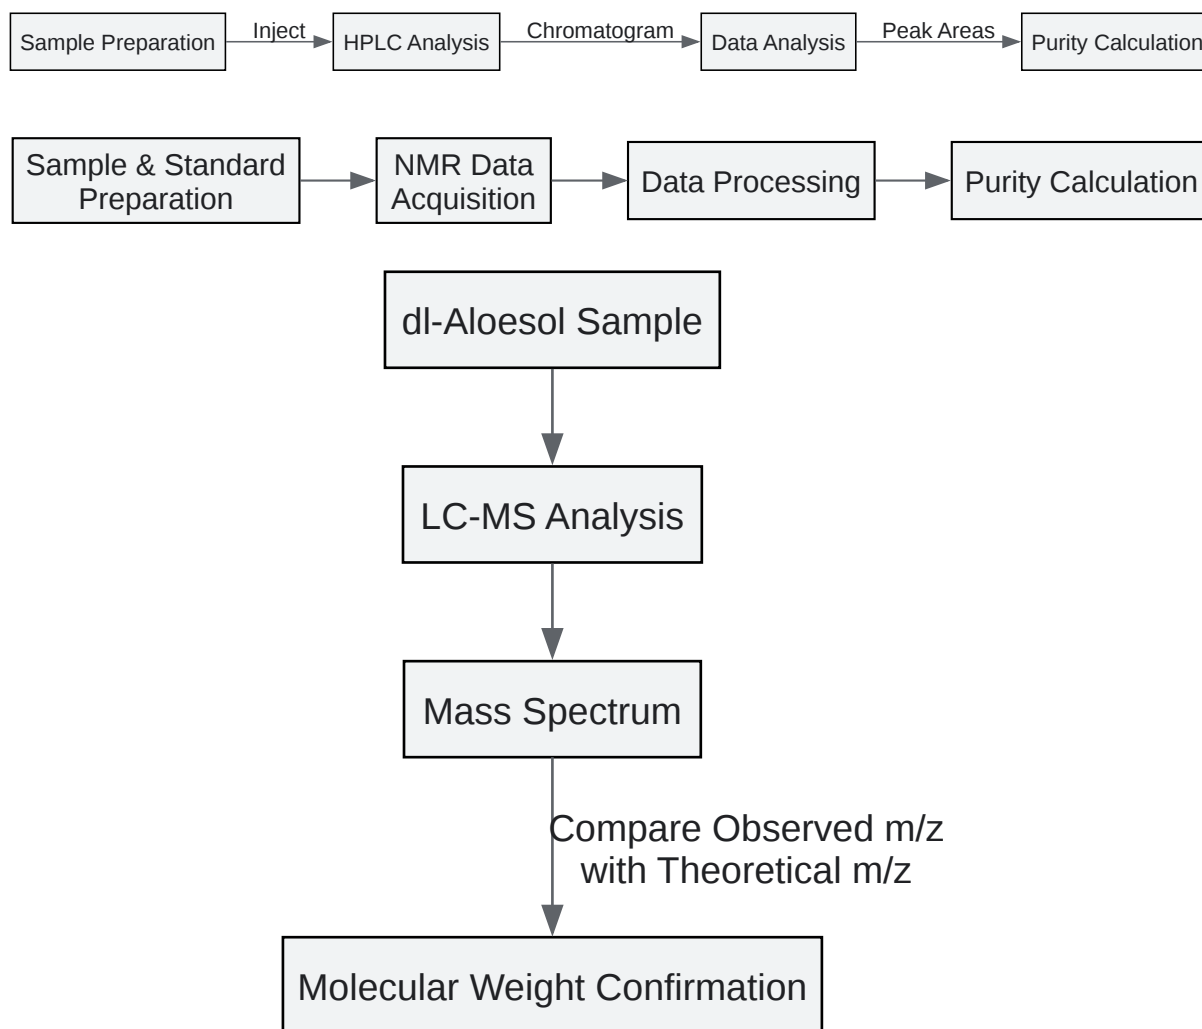 Sample Preparation
Inject
HPLC Analysis
Chromatogram
Data Analysis
Peak Areas
Purity Calculation
Sample & Standard
Preparation
NMR Data
Acquisition
Data Processing
Purity Calculation
dl-Aloesol Sample
LC-MS Analysis
Mass Spectrum
Compare Observed m/z
with Theoretical m/z
Molecular Weight Confirmation